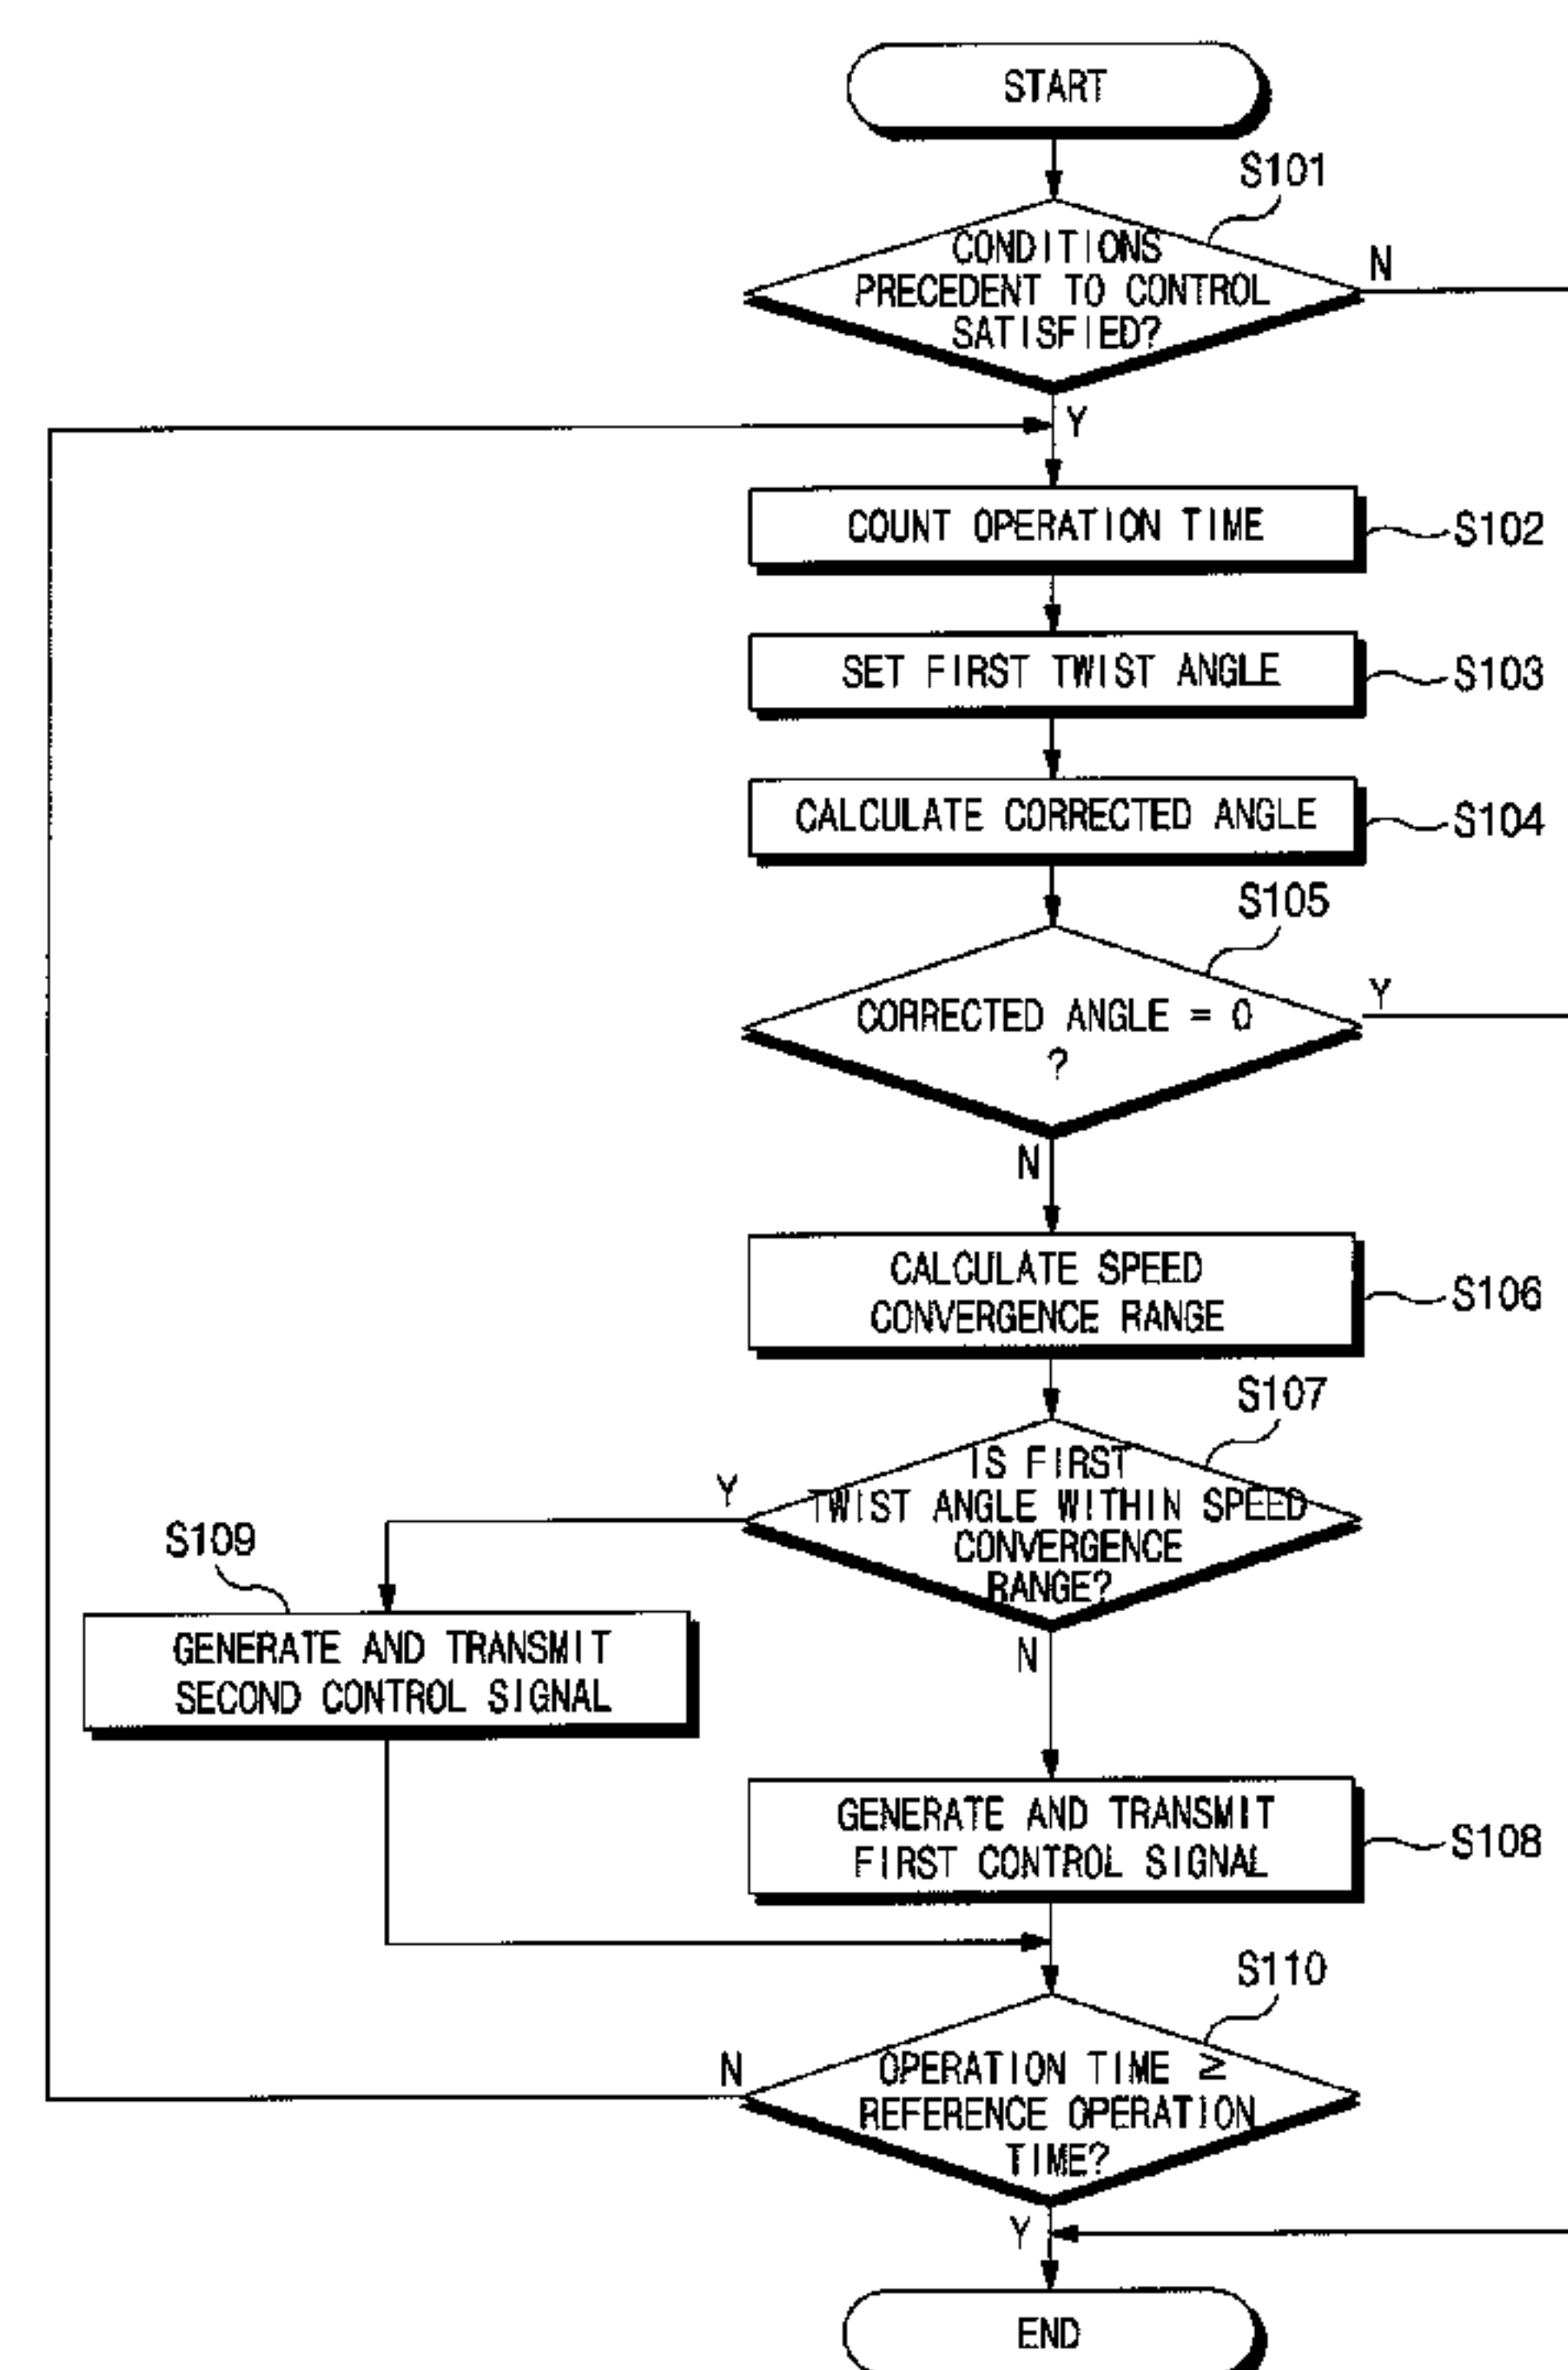 START
S101
CONDITIONS
PRECEDENT TO CONTROL
SATISFIED?
N
Y
COUNT OPERATION TIME
S102
SET FIRST TWIST ANGLE
S103
CALCULATE CORRECTED ANGLE
S104
S105
CORRECTED ANGLE = 0
?
Y
N
CALCULATE SPEED
CONVERGENCE RANGE
S106
S107
IS FIRST
TWIST ANGLE WITHIN SPEED
CONVERGENCE
RANGE?
Y
N
S109
GENERATE AND TRANSMIT
SECOND CONTROL SIGNAL
GENERATE AND TRANSMIT
FIRST CONTROL SIGNAL
S108
S110
OPERATION TIME ≥
REFERENCE OPERATION
TIME?
N
Y
END